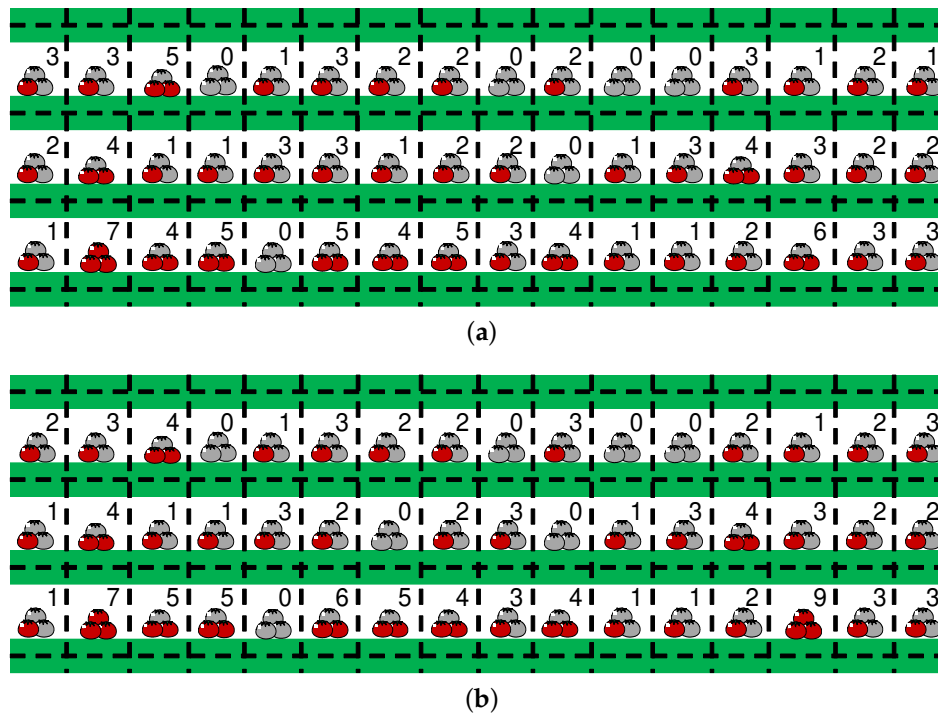 3 3 5 0 1 3 2 2 0 2 0 0 3 1 2 1
2 4 1 1 3 3 1 2 2 0 1 3 4 3 2 2
1 7 4 5 0 5 4 5 3 4 1 1 2 6 3 3
(a)
2 3 4 0 1 3 2 2 0 3 0 0 2 1 2 3
1 4 1 1 3 2 0 2 3 0 1 3 4 3 2 2
1 7 5 5 0 6 5 4 3 4 1 1 2 9 3 3
(b)